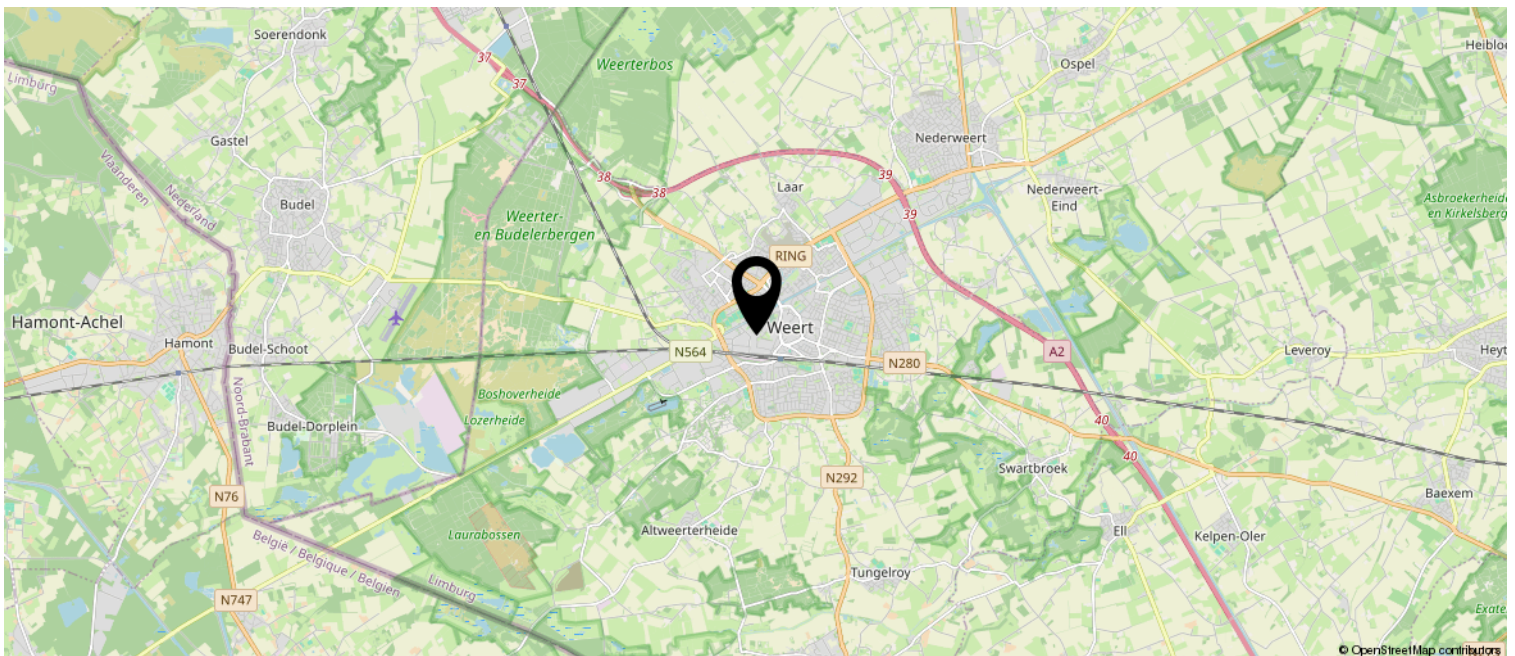 Soerendonk
37
Heibloe
Limburg
Weerterbos
Ospel
37
Gastel
Nederweert
Vlaanderen
38
38
39
Laar
Nederweert-
Eind
Nederland
Budel
Weerter-
en Budelerbergen
39
Asbroekerheide
en Kirkelsberg
RING
Hamont-Achel
Hamont
Budel-Schoot
Weert
N564
A2
Leveroy
Heyt
N280
Noord-Brabant
Boshoverheide
Lozerheide
Budel-Dorplein
40
40
Swartbroek
N292
N76
Baexem
Laurabossen
Altweerterheide
Ell
Kelpen-Oler
België / Belgique / Belgien
Limburg
Tungelroy
N747
Exate
© OpenStreetMap contributors